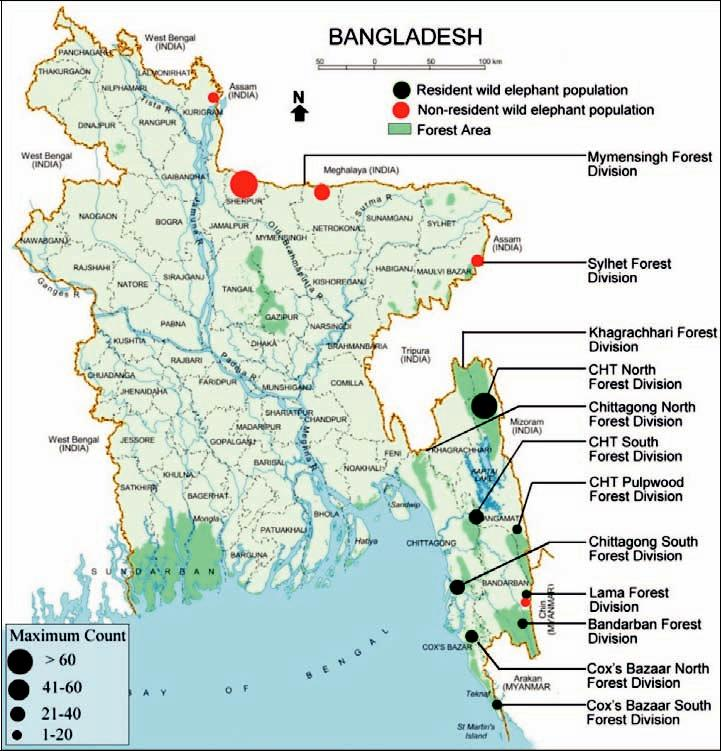 BANGLADESH
50 0 50 100 km
N
Resident wild elephant population
Non-resident wild elephant population
Forest Area
West Bengal
(INDIA)
PANCHAGARH
THAKURGAON
LALMONIRHAT
NILPHAMARI
Tista R
KURIGRAM
Assam
(INDIA)
DINAJPUR
RANGPUR
West Bengal
(INDIA)
GAIBANDHA
Meghalaya (INDIA)
Mymensingh Forest
Division
SHERPUR
NAOGAON
BOGRA
Jamuna R
JAMALPUR
MYMENSINGH
Old Brahmaputra R
NETROKONA
Surma R
SUNAMGANJ
SYLHET
NAWABGANJ
Assam
(INDIA)
RAJSHAHI
Ganges R
NATORE
SIRAJGANJ
TANGAIL
KISHOREGANJ
HABIGANJ
MAULVI BAZAR
Sylhet Forest
Division
PABNA
GAZIPUR
NARSINGDI
KUSHTIA
DHAKA
BRAHMANBARIA
Tripura
(INDIA)
Khagrachhari Forest
Division
RAJBARI
Padma R
CHUADANGA
JHENAIDAHA
FARIDPUR
MUNSHIGANJ
COMILLA
CHT North
Forest Division
SHARIATPUR
CHANDPUR
MADARIPUR
Chittagong North
Forest Division
Mizoram
(INDIA)
West Bengal
(INDIA)
JESSORE
GOPALGANJ
Meghna R
BARISAL
NOAKHALI
FENI
KHAGRACHHARI
CHT South
Forest Division
KHULNA
KAPTAI
LAKE
SATKHIRA
BAGERHAT
CHT Pulpwood
Forest Division
Mongla
PATUAKHALI
BHOLA
Sandwip
RANGAMATI
Hatya
CHITTAGONG
Chittagong South
Forest Division
BARGUNA
SUNDARBAN
BANDARBAN
Lama Forest
Division
Chin
(MYANMAR)
Bandarban Forest
Division
Maximum Count
> 60
41-60
21-40
1-20
BAY OF BENGAL
COX'S BAZAR
Cox's Bazaar North
Forest Division
Arakan
(MYANMAR
Teknaf
Cox's Bazaar South
Forest Division
St Martin's
Island